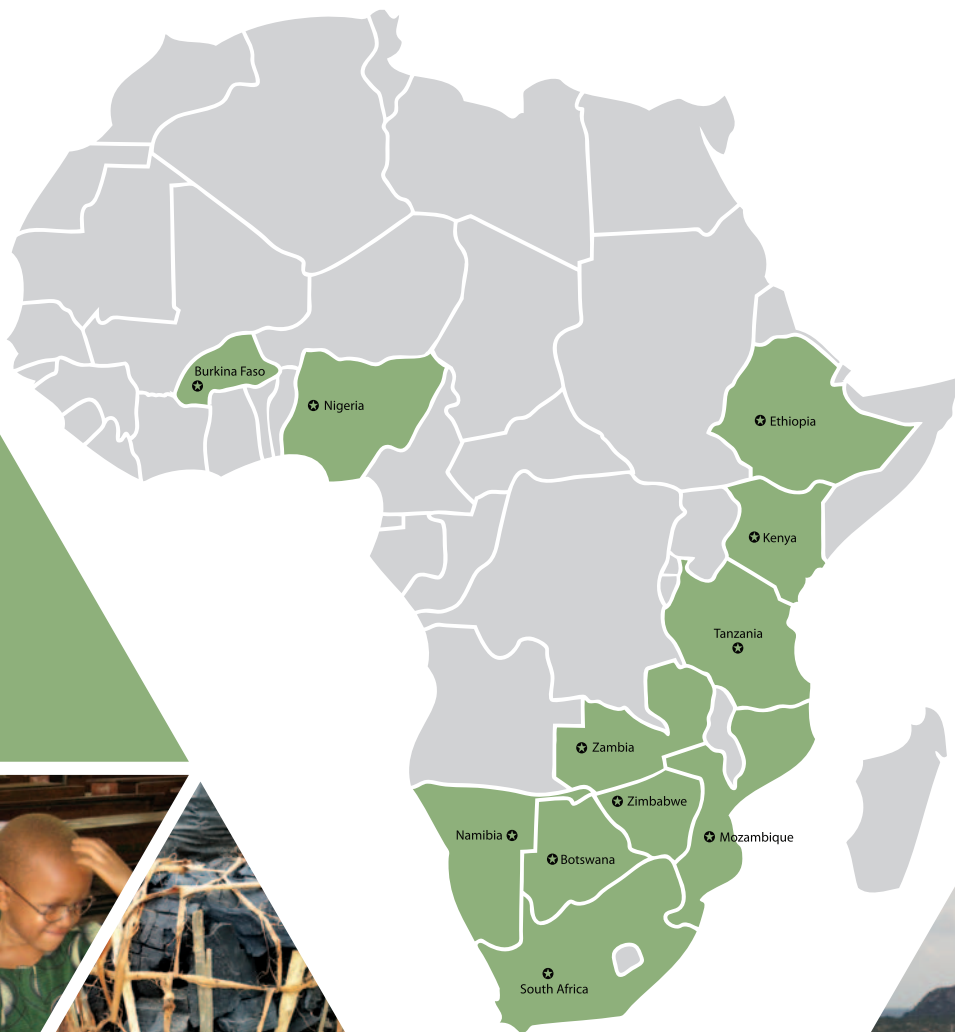 Burkina Faso
Nigeria
Ethiopia
Kenya
Tanzania
Zambia
Zimbabwe
Namibia
Mozambique
Botswana
South Africa